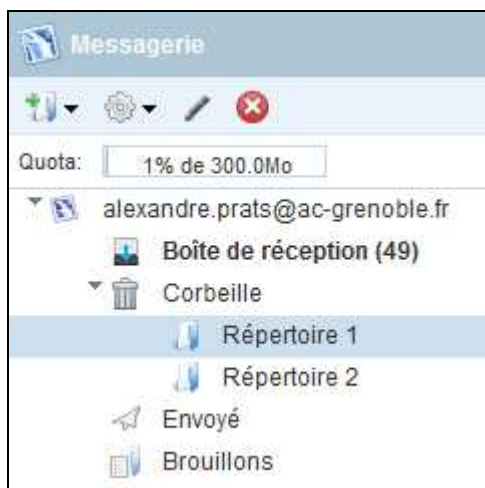 Messagerie
Quota: 1% de 300.0Mo
alexandre.prats@ac-grenoble.fr
Boîte de réception (49)
Corbeille
Répertoire 1
Répertoire 2
Envoyé
Brouillons